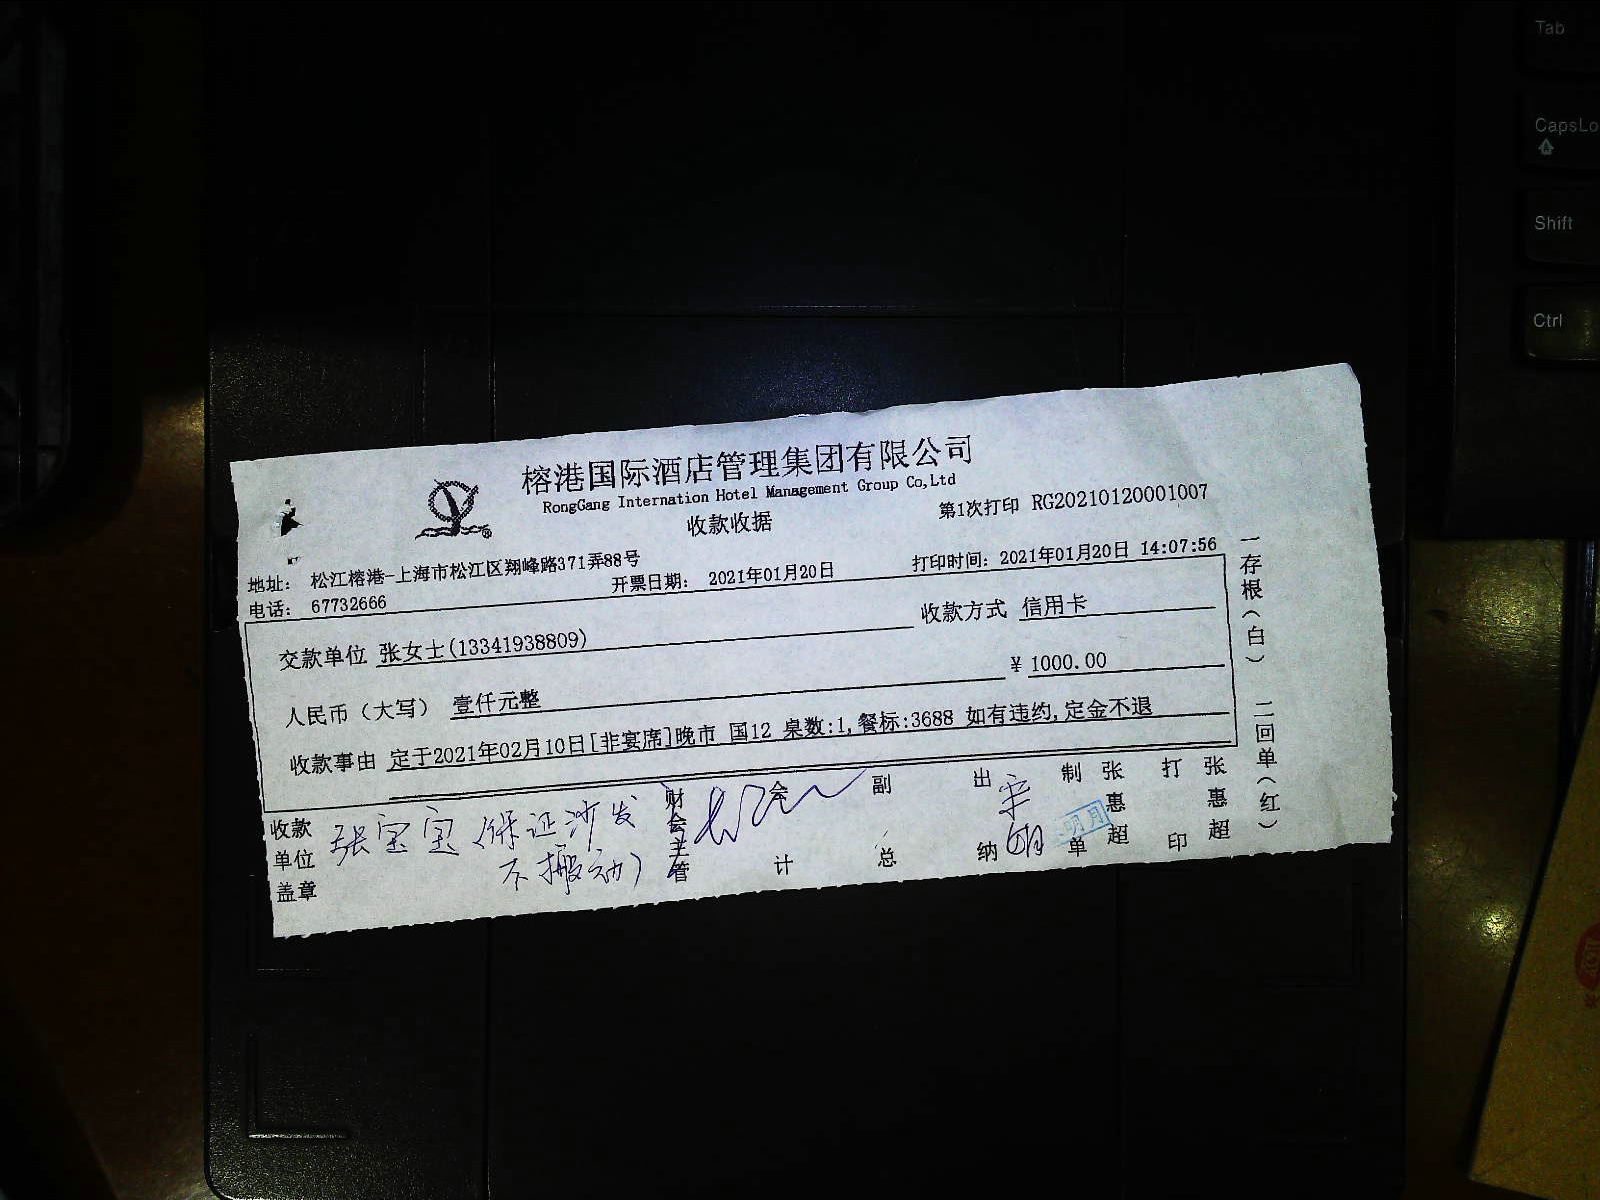 Tab
CapsLo
Shift
Ctrl
榕港国际酒店管理集团有限公司
RongGang Internation Hotel Management Group Co,Ltd
收款收据
第1次打印 RG20210120001007
地址: 松江榕港-上海市松江区翔峰路371弄88号
电话: 67732666
开票日期: 2021年01月20日
打印时间: 2021年01月20日 14:07:56
交款单位 张女士(13341938809)
收款方式 信用卡
人民币（大写） 壹仟元整
¥ 1000.00
收款事由 定于2021年02月10日[非宴席]晚市 国12 桌数:1,餐标:3688 如有违约,定金不退
收款单位盖章
张宝宝（保证沙发
不搬动）
财会主管
会计
副总
出纳
制单 张惠超
打印 张惠超
一存根（白） 二回单（红）